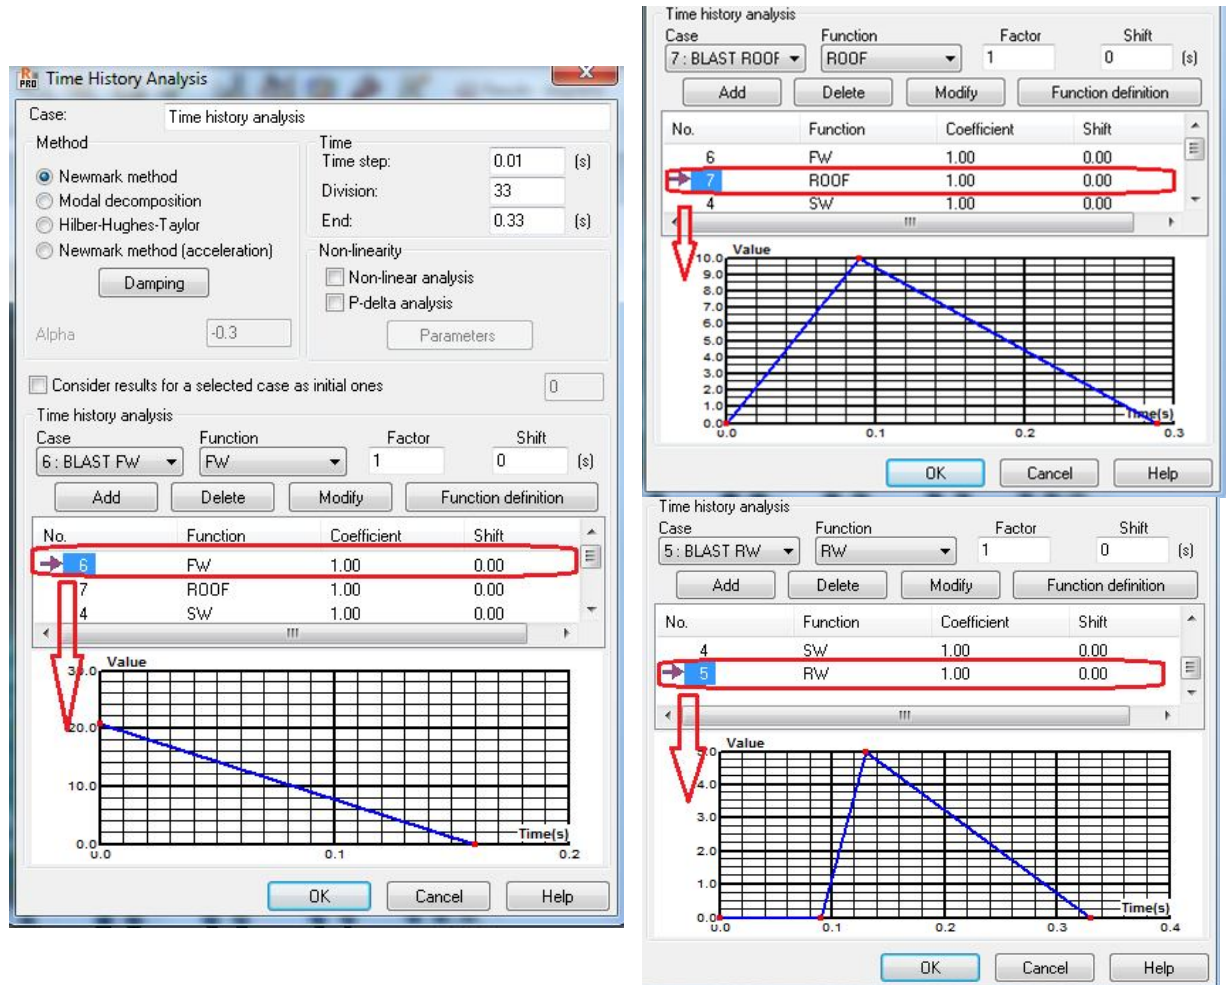 R PRO Time History Analysis
Case: Time history analysis
Method
Newmark method
Modal decomposition
Hilber-Hughes-Taylor
Newmark method (acceleration)
Damping
Alpha -0.3
Time
Time step: 0.01 (s)
Division: 33
End: 0.33 (s)
Non-linearity
Non-linear analysis
P-delta analysis
Parameters
Consider results for a selected case as initial ones 0
Time history analysis
Case Function Factor Shift
6 : BLAST FW FW 1 0 (s)
Add Delete Modify Function definition
No. Function Coefficient Shift
6 FW 1.00 0.00
7 ROOF 1.00 0.00
4 SW 1.00 0.00
Value
30.0
20.0
10.0
0.0
Time(s)
0.0 0.1 0.2
OK Cancel Help
Time history analysis
Case Function Factor Shift
7 : BLAST ROOF ROOF 1 0 (s)
Add Delete Modify Function definition
No. Function Coefficient Shift
6 FW 1.00 0.00
7 ROOF 1.00 0.00
4 SW 1.00 0.00
Value
10.0
9.0
8.0
7.0
6.0
5.0
4.0
3.0
2.0
1.0
0.0
Time(s)
0.0 0.1 0.2 0.3
OK Cancel Help
Time history analysis
Case Function Factor Shift
5 : BLAST RW RW 1 0 (s)
Add Delete Modify Function definition
No. Function Coefficient Shift
4 SW 1.00 0.00
5 RW 1.00 0.00
Value
5.0
4.0
3.0
2.0
1.0
0.0
Time(s)
0.0 0.1 0.2 0.3 0.4
OK Cancel Help